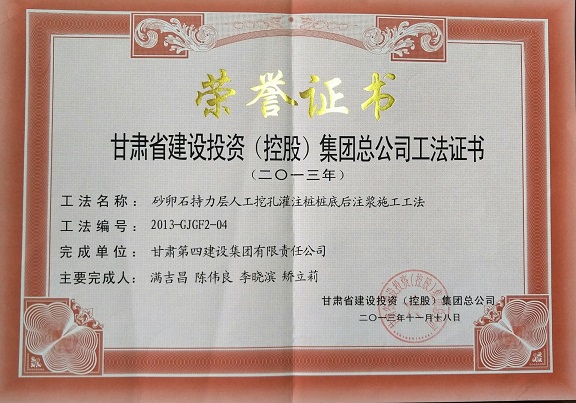 荣誉证书
甘肃省建设投资（控股）集团总公司工法证书
（二〇一三年）
工法名称：砂卵石持力层人工挖孔灌注桩桩底后注浆施工工法
工法编号：2013-GJGF2-04
完成单位：甘肃第四建设集团有限责任公司
主要完成人：满吉昌 陈伟良 李晓滨 矫立莉
甘肃省建设投资（控股）集团总公司
二〇一三年十一月十八日